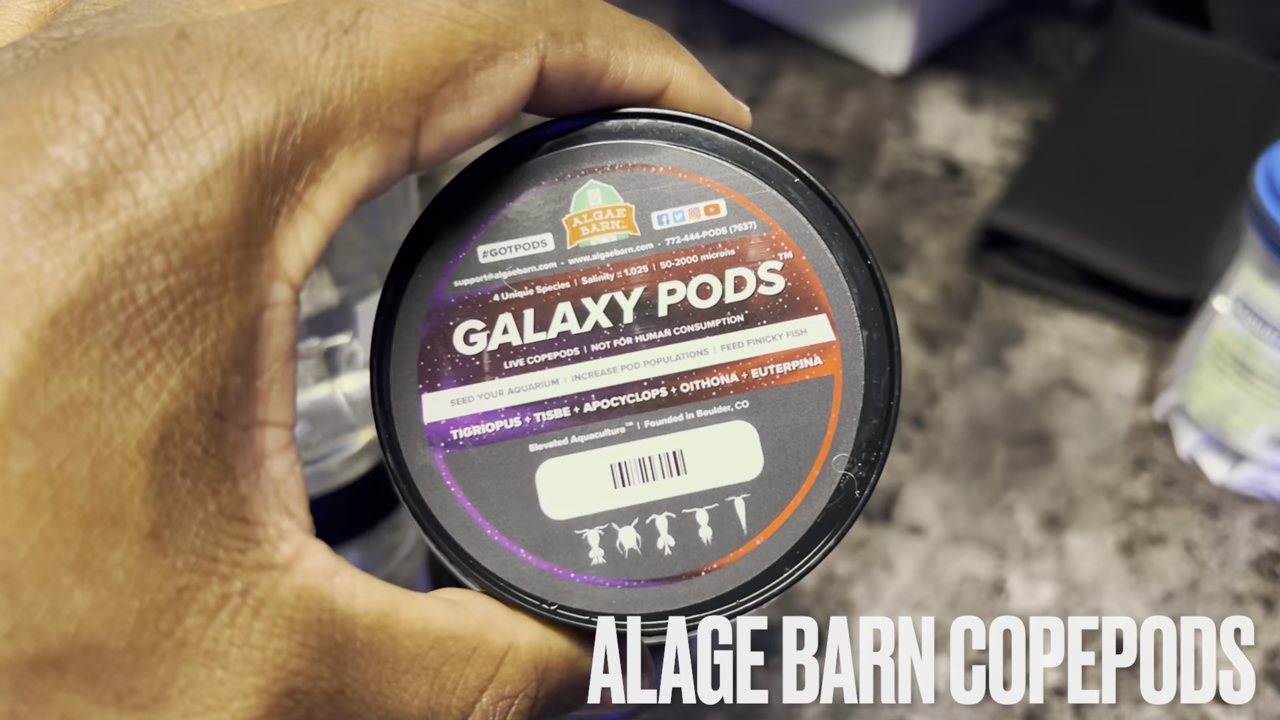 ALGAE
BARN
#GOTPODS
support@algaebarn.com - www.algaebarn.com - 772-444-PODS (7637)
4 Unique Species | Salinity :: 1.025 | 50-2000 microns
GALAXY PODS™
LIVE COPEPODS | NOT FOR HUMAN CONSUMPTION
SEED YOUR AQUARIUM | INCREASE POD POPULATIONS | FEED FINICKY FISH
TIGRIOPUS + TISBE + APOCYCLOPS + OITHONA + EUTERPINA
Elevated Aquaculture™ | Founded in Boulder, CO
ALAGE BARN COPEPODS